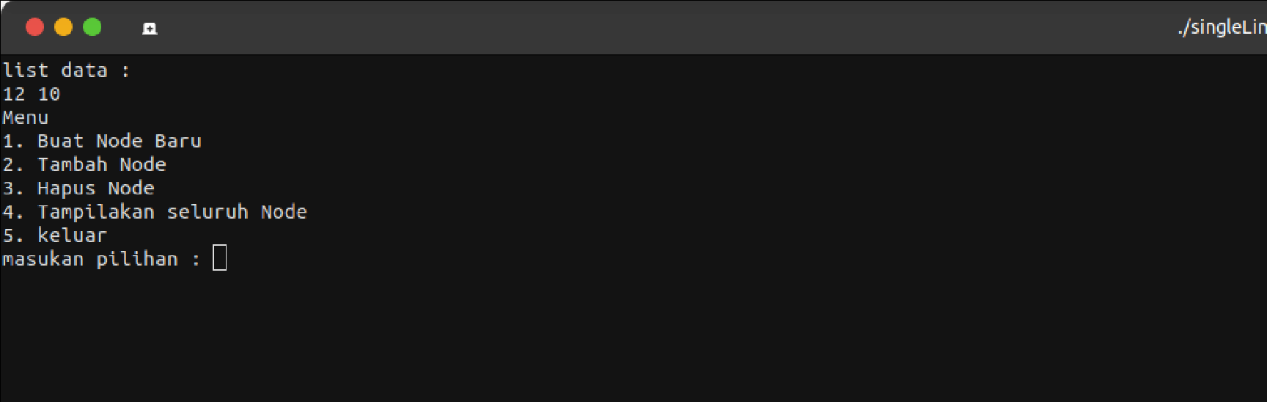 ./singleLin
list data :
12 10
Menu
1. Buat Node Baru
2. Tambah Node
3. Hapus Node
4. Tampilakan seluruh Node
5. keluar
masukan pilihan :